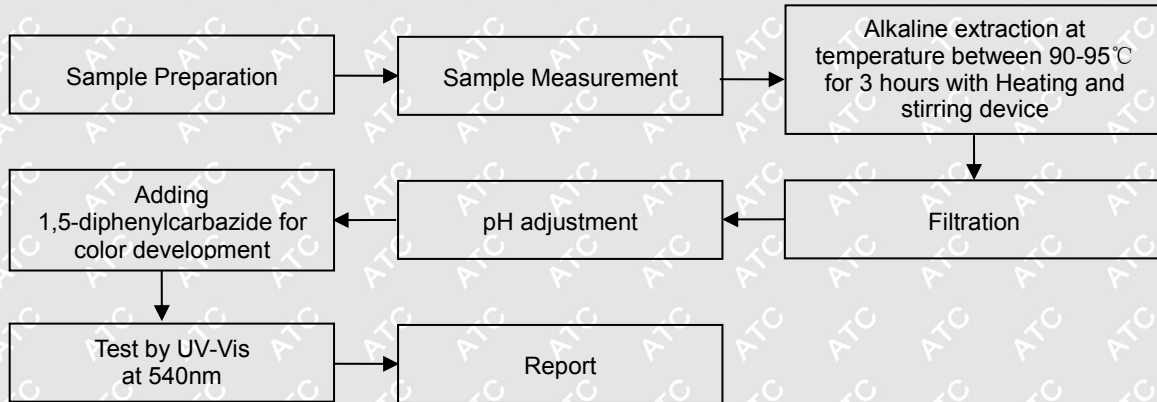 Sample Preparation
Sample Measurement
Alkaline extraction at
temperature between 90-95℃
for 3 hours with Heating and
stirring device
Filtration
pH adjustment
Adding
1,5-diphenylcarbazide for
color development
Test by UV-Vis
at 540nm
Report